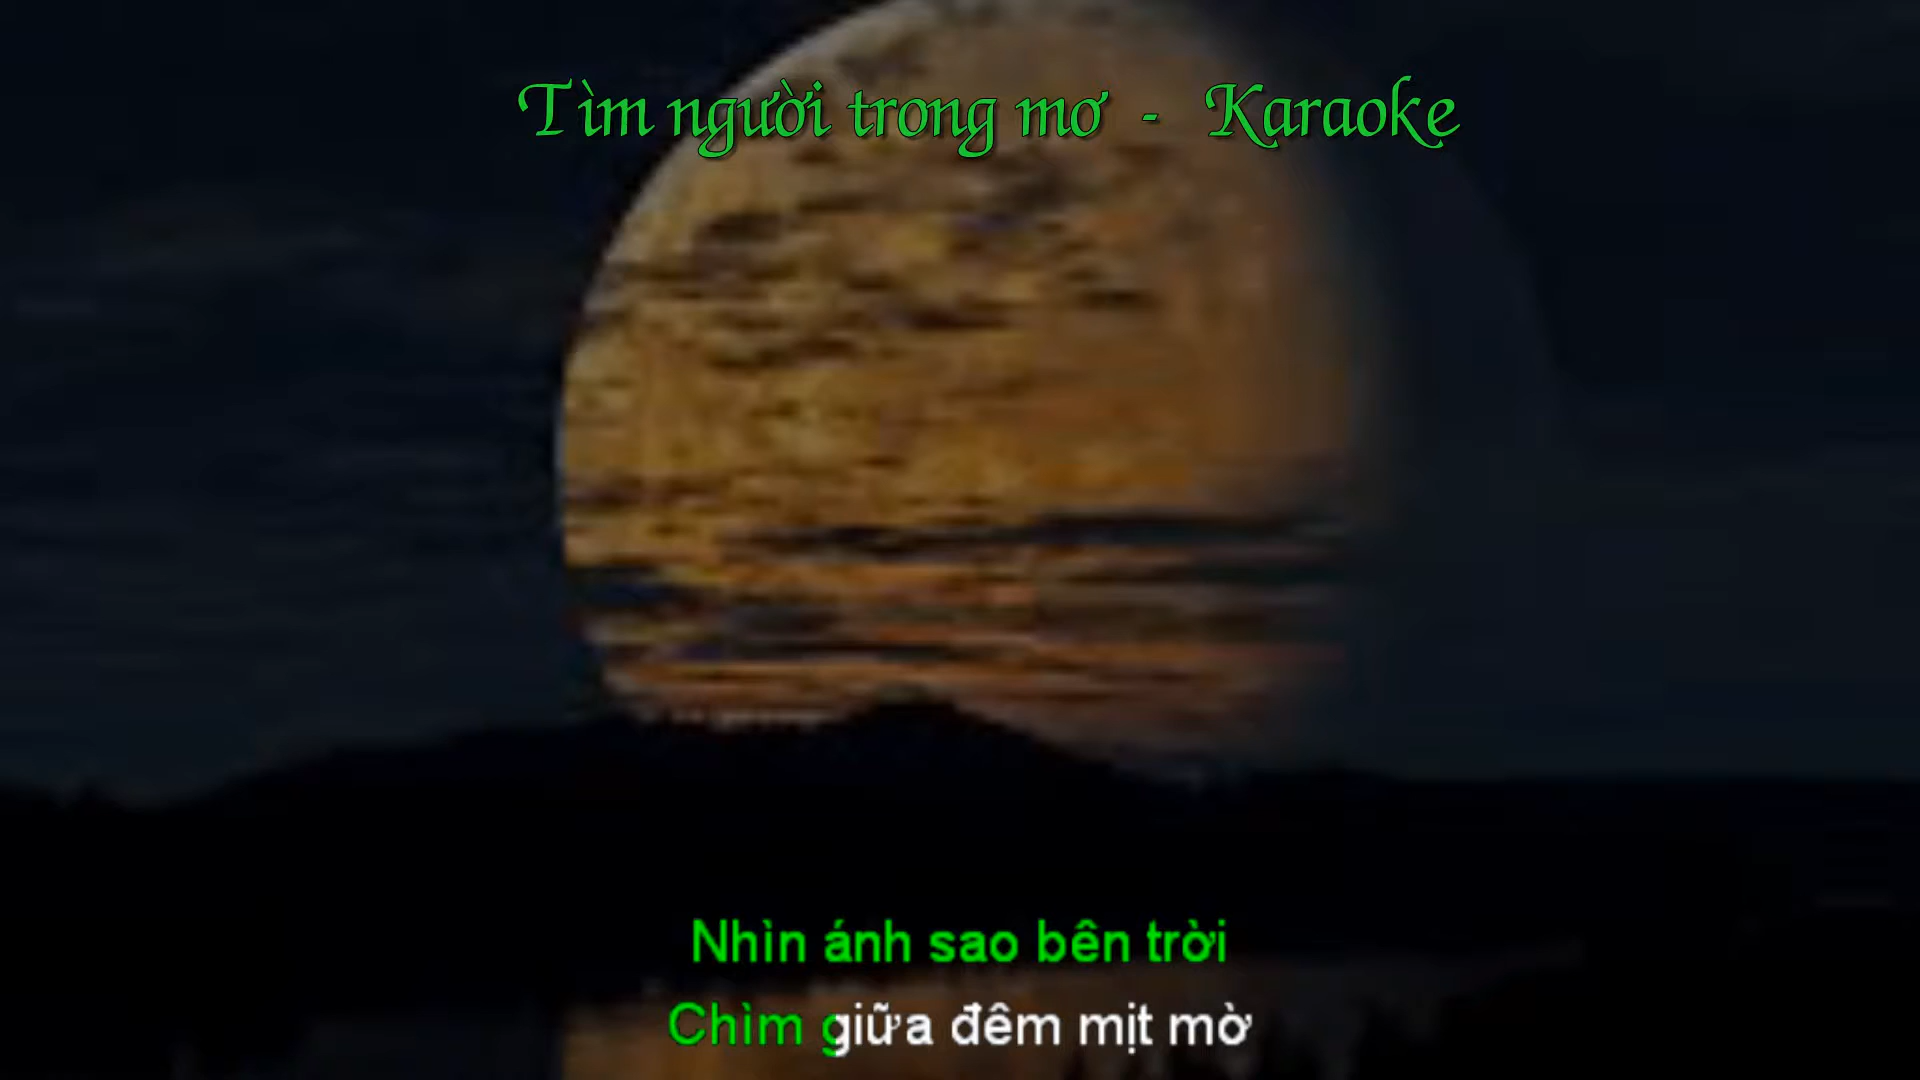 Tìm người trong mơ - Karaoke
Nhìn ánh sao bên trời
Chìm giữa đêm mịt mờ